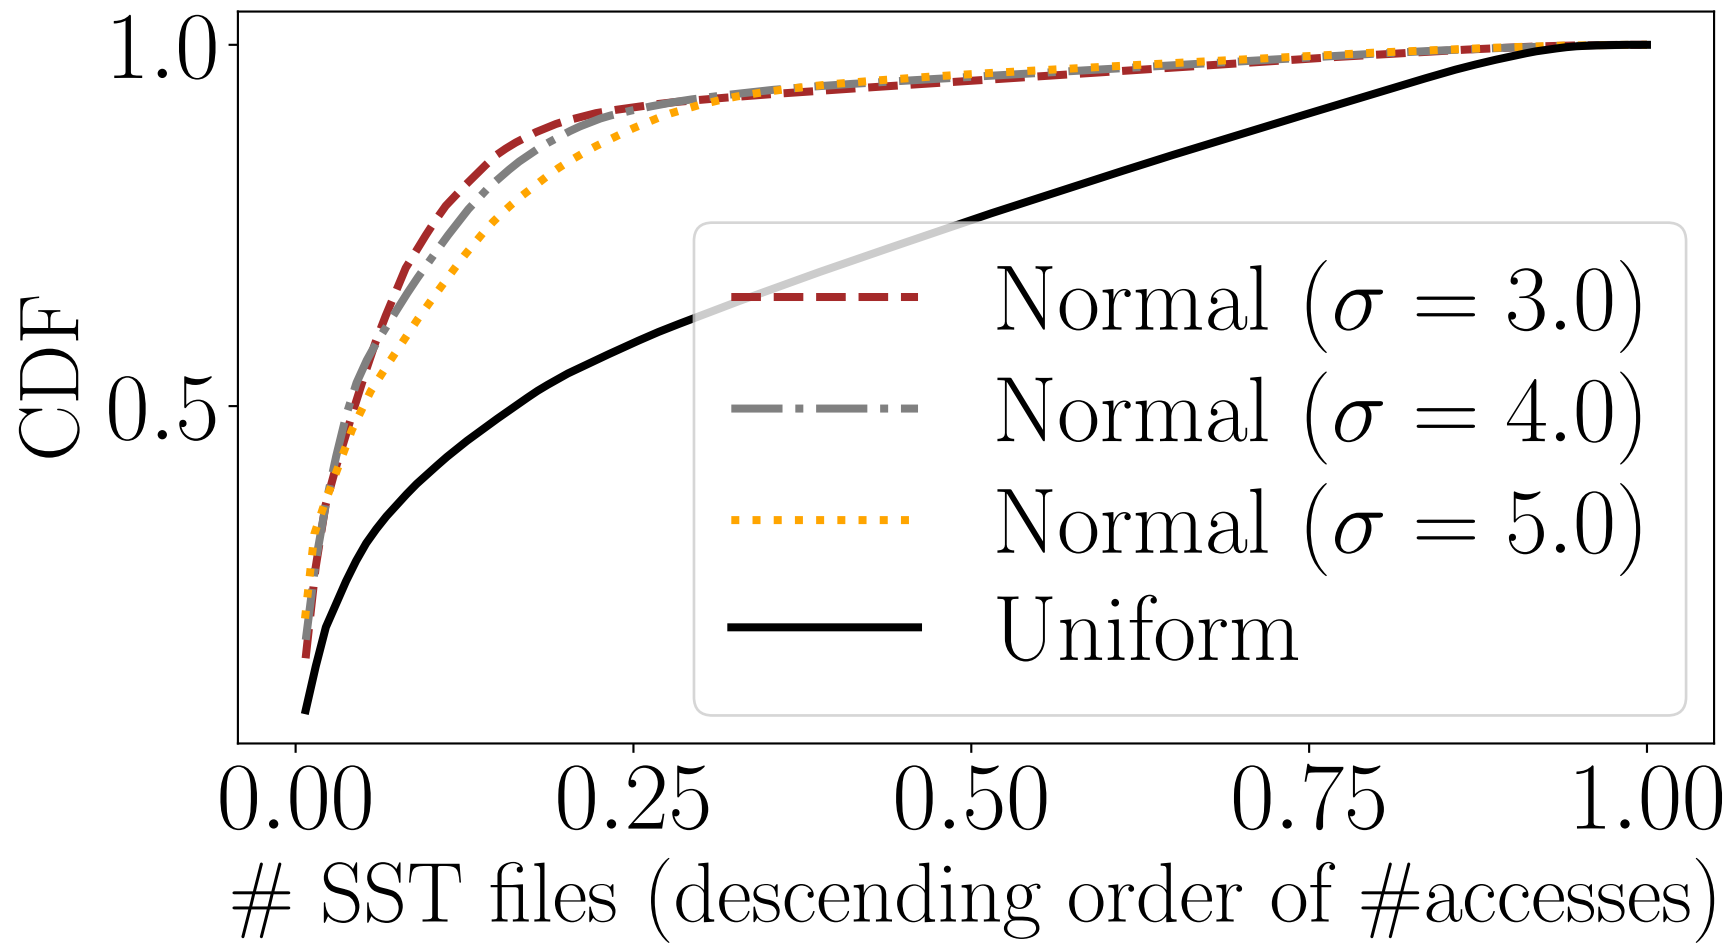 1.0
0.5
CDF
Normal (σ = 3.0)
Normal (σ = 4.0)
Normal (σ = 5.0)
Uniform
0.00 0.25 0.50 0.75 1.00
# SST files (descending order of #accesses)